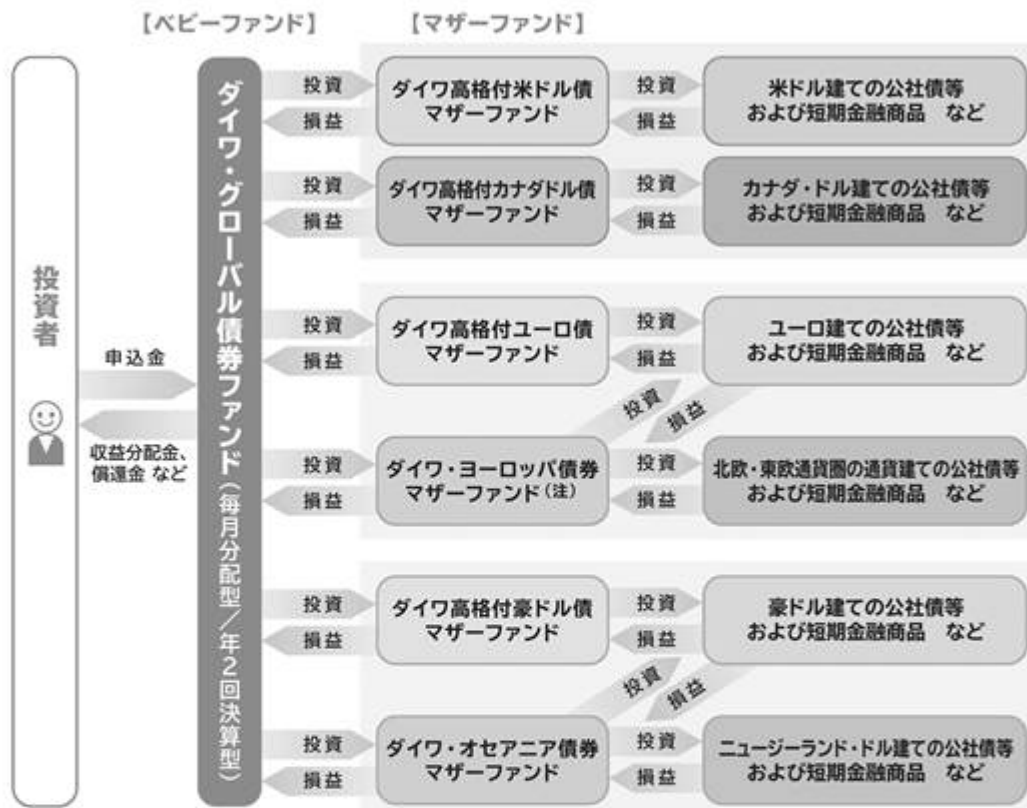 【ベビーファンド】
【マザーファンド】
投資者
申込金
収益分配金、
償還金 など
ダイワ・グローバル債券ファンド（毎月分配型／年2回決算型）
投資
損益
ダイワ高格付米ドル債
マザーファンド
投資
損益
米ドル建ての公社債等
および短期金融商品 など
投資
損益
ダイワ高格付カナダドル債
マザーファンド
投資
損益
カナダ・ドル建ての公社債等
および短期金融商品 など
投資
損益
ダイワ高格付ユーロ債
マザーファンド
投資
損益
ユーロ建ての公社債等
および短期金融商品 など
投資
損益
投資
損益
ダイワ・ヨーロッパ債券
マザーファンド(注)
投資
損益
北欧・東欧通貨圏の通貨建ての公社債等
および短期金融商品 など
投資
損益
ダイワ高格付豪ドル債
マザーファンド
投資
損益
豪ドル建ての公社債等
および短期金融商品 など
投資
損益
投資
損益
ダイワ・オセアニア債券
マザーファンド
投資
損益
ニュージーランド・ドル建ての公社債等
および短期金融商品 など